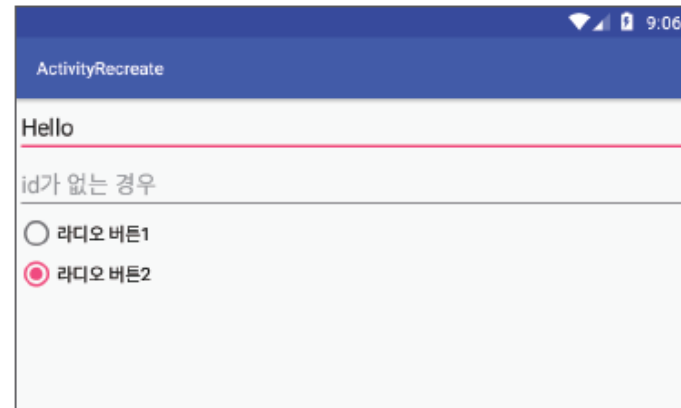 9:06
ActivityRecreate
Hello
id가 없는 경우
라디오 버튼1
라디오 버튼2